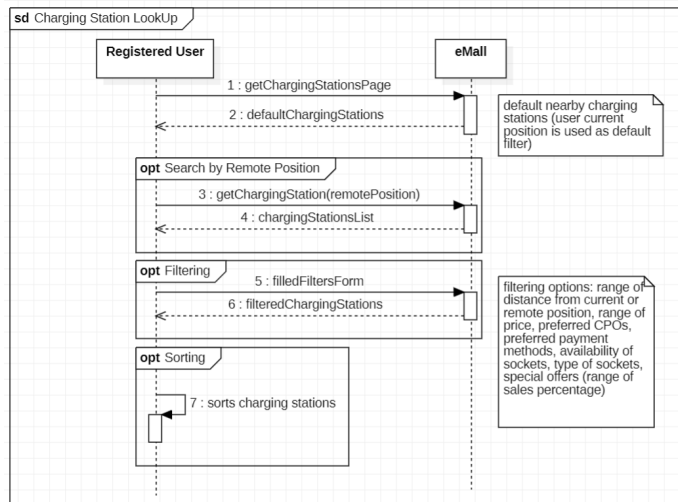 sd Charging Station LookUp
Registered User
eMall
1 : getChargingStationsPage
2 : defaultChargingStations
default nearby charging
stations (user current
position is used as default
filter)
opt Search by Remote Position
3 : getChargingStation(remotePosition)
4 : chargingStationsList
opt Filtering
5 : filledFiltersForm
6 : filteredChargingStations
filtering options: range of
distance from current or
remote position, range of
price, preferred CPOs,
preferred payment
methods, availability of
sockets, type of sockets,
special offers (range of
sales percentage)
opt Sorting
7 : sorts charging stations